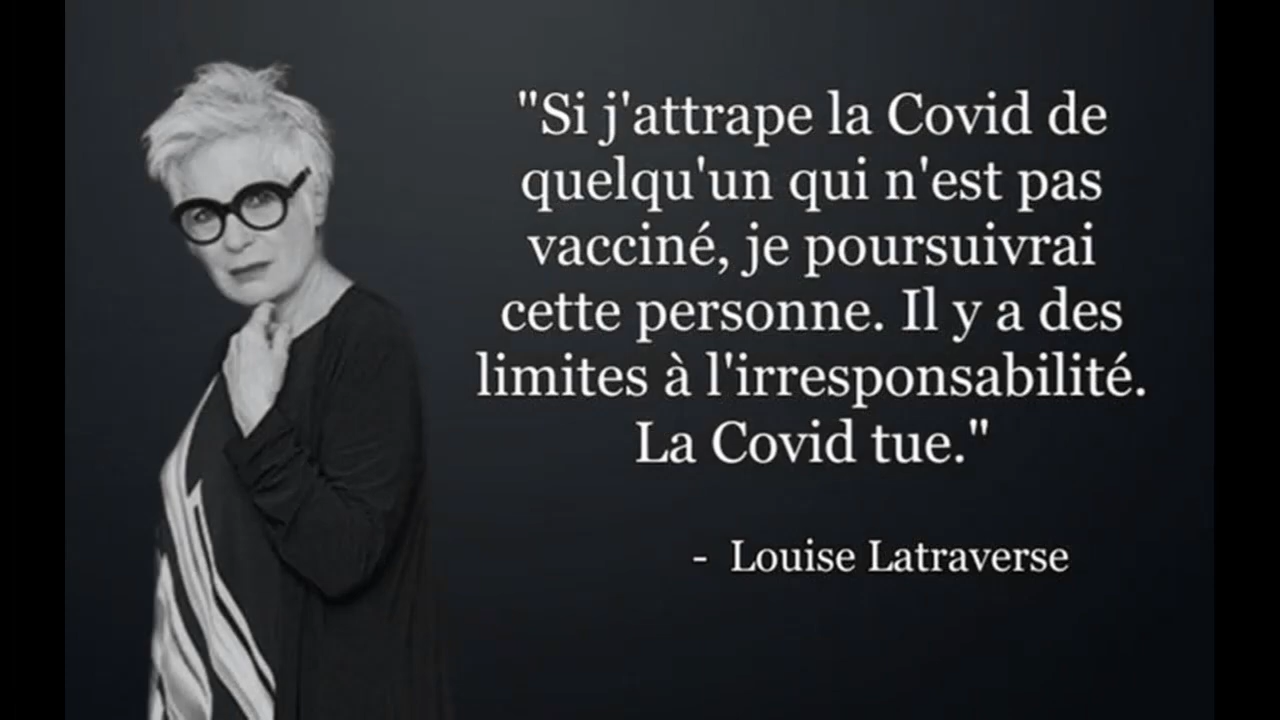 "Si j'attrape la Covid de
quelqu'un qui n'est pas
vacciné, je poursuivrai
cette personne. Il y a des
limites à l'irresponsabilité.
La Covid tue."
- Louise Latraverse